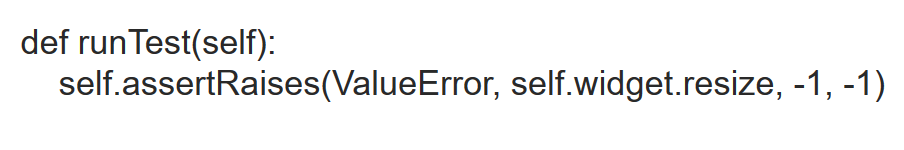 def runTest(self):
    self.assertRaises(ValueError, self.widget.resize, -1, -1)